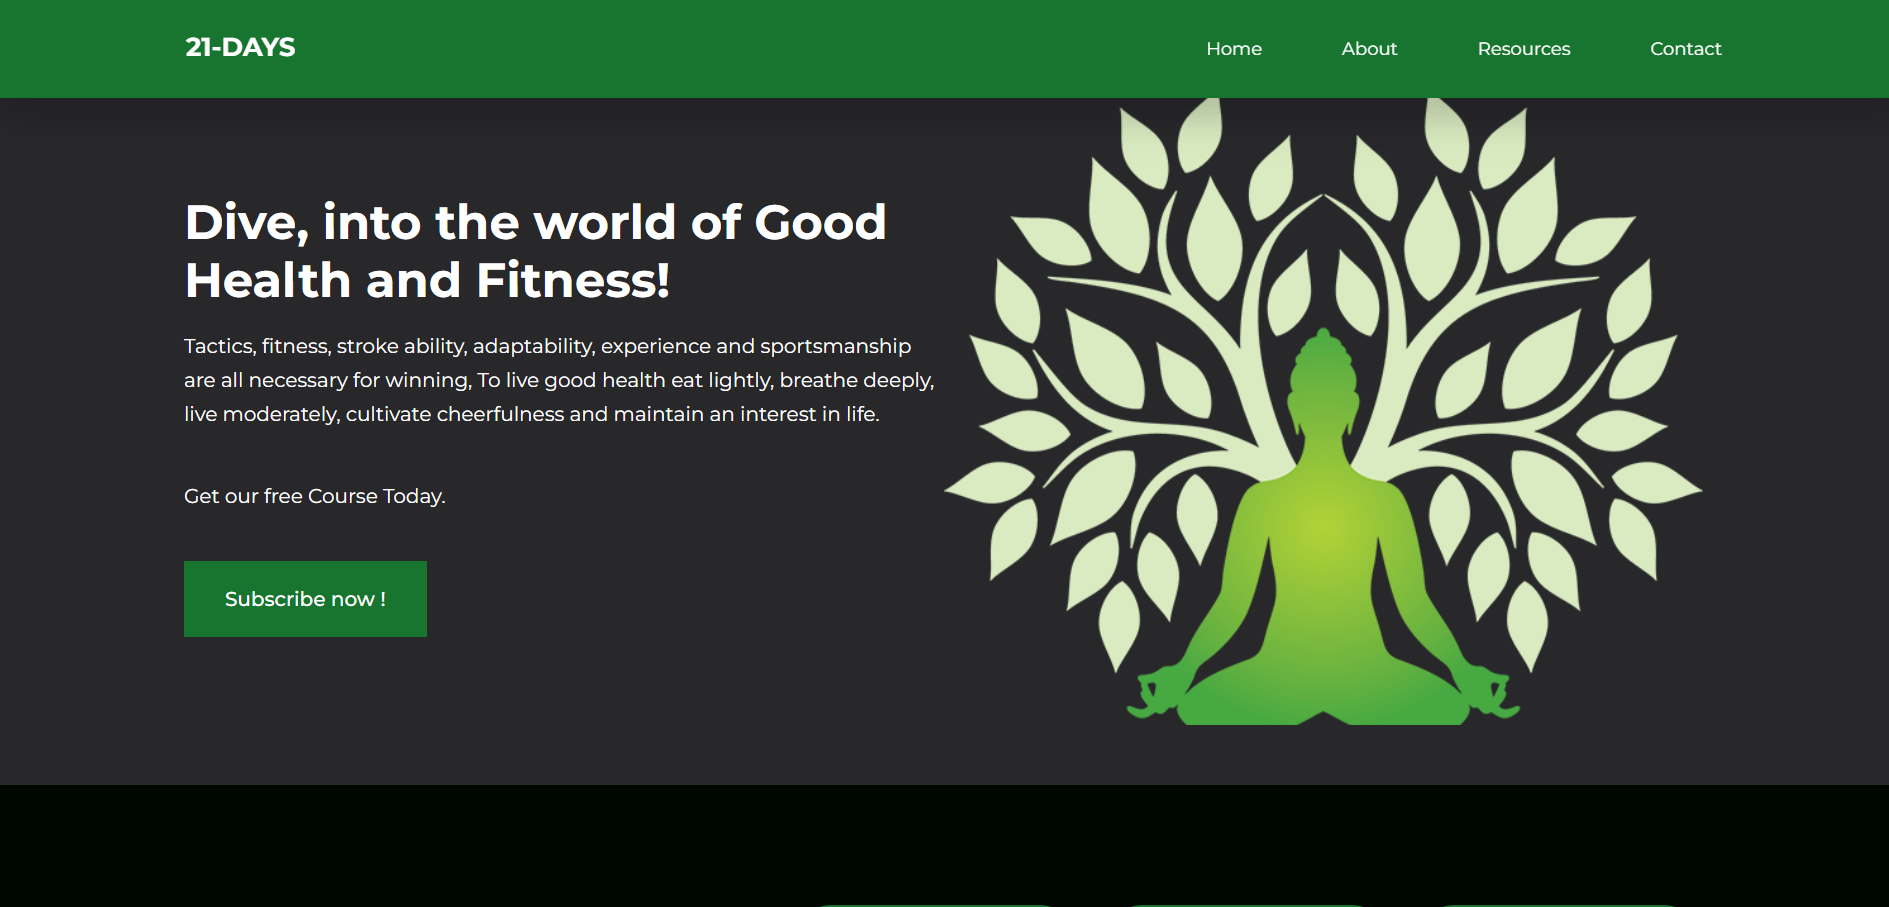 21-DAYS
Home
About
Resources
Contact
Dive, into the world of Good
Health and Fitness!
Tactics, fitness, stroke ability, adaptability, experience and sportsmanship
are all necessary for winning, To live good health eat lightly, breathe deeply,
live moderately, cultivate cheerfulness and maintain an interest in life.
Get our free Course Today.
Subscribe now !